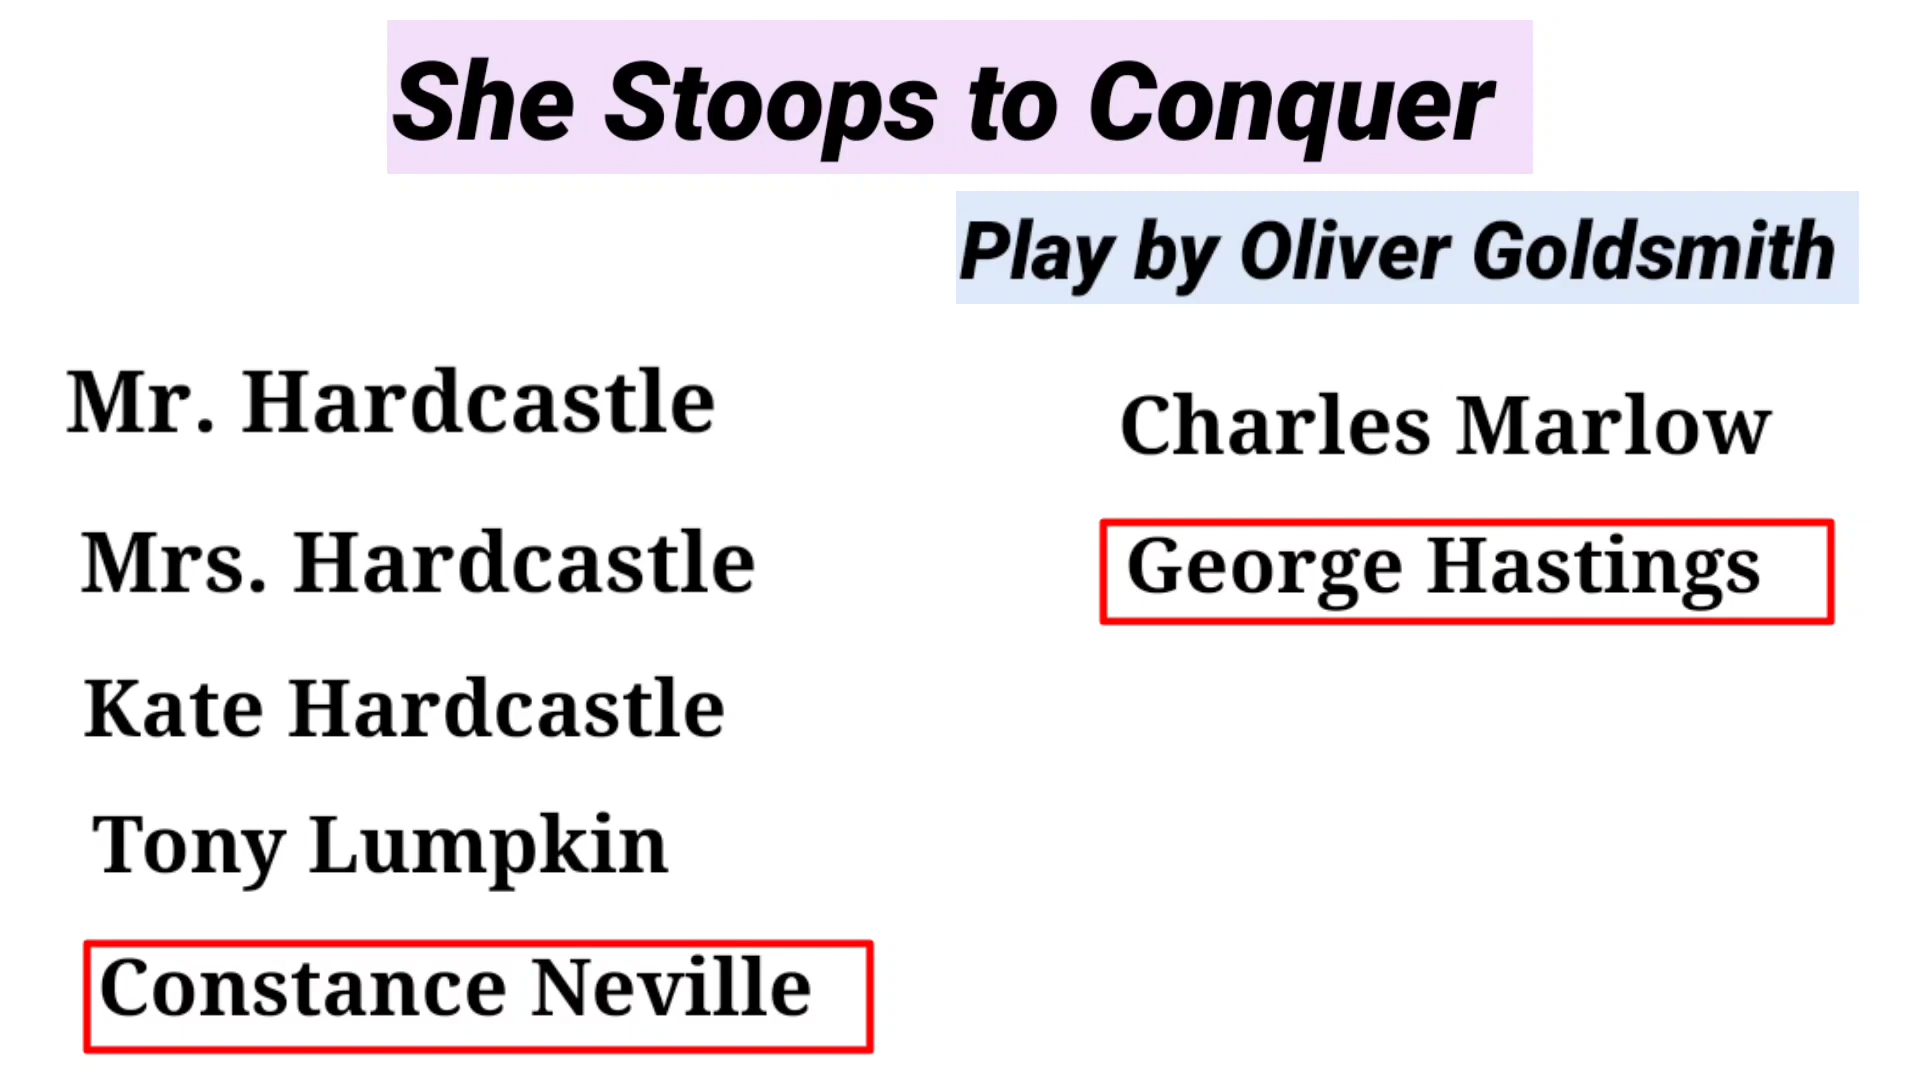 She Stoops to Conquer
Play by Oliver Goldsmith
Mr. Hardcastle
Mrs. Hardcastle
Kate Hardcastle
Tony Lumpkin
Constance Neville
Charles Marlow
George Hastings